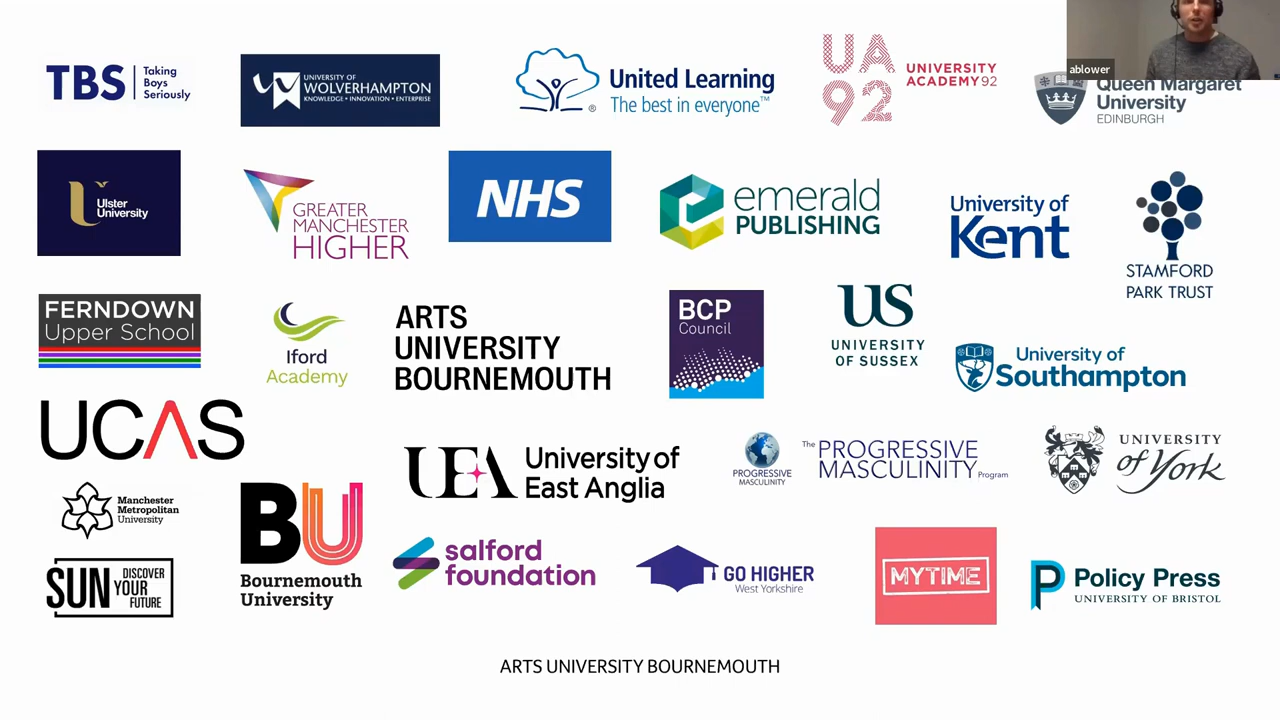 TBS
Taking
Boys
Seriously
UNIVERSITY OF
WOLVERHAMPTON
KNOWLEDGE • INNOVATION • ENTERPRISE
United Learning
The best in everyone™
®
UA
92
UNIVERSITY
ACADEMY92
ablower
Queen Margaret
University
EDINBURGH
Ulster
University
GREATER
MANCHESTER
HIGHER
NHS
emerald
PUBLISHING
University of
Kent
STAMFORD
PARK TRUST
FERNDOWN
Upper School
Iford
Academy
ARTS
UNIVERSITY
BOURNEMOUTH
BCP
Council
US
UNIVERSITY
OF SUSSEX
University of
Southampton
UCAS
UEA
University of
East Anglia
PROGRESSIVE
MASCULINITY
The PROGRESSIVE
MASCULINITY Program
UNIVERSITY
of York
Manchester
Metropolitan
University
BU
Bournemouth
University
salford
foundation
GO HIGHER
West Yorkshire
MYTIME
Policy Press
UNIVERSITY OF BRISTOL
SUN
DISCOVER
YOUR
FUTURE
ARTS UNIVERSITY BOURNEMOUTH